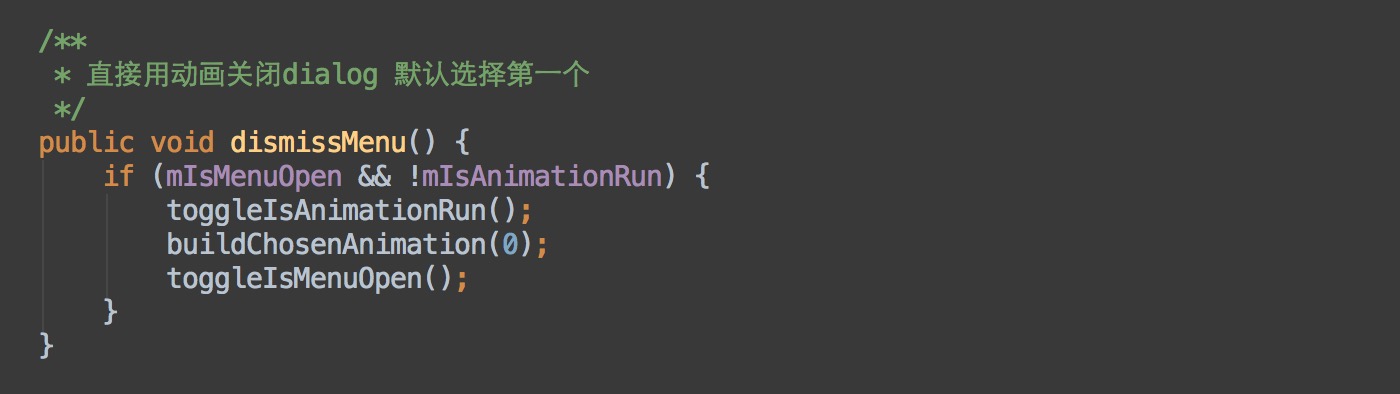 /**
 * 直接用动画关闭dialog 默认选择第一个
 */
public void dismissMenu() {
    if (mIsMenuOpen && !mIsAnimationRun) {
        toggleIsAnimationRun();
        buildChosenAnimation(0);
        toggleIsMenuOpen();
    }
}